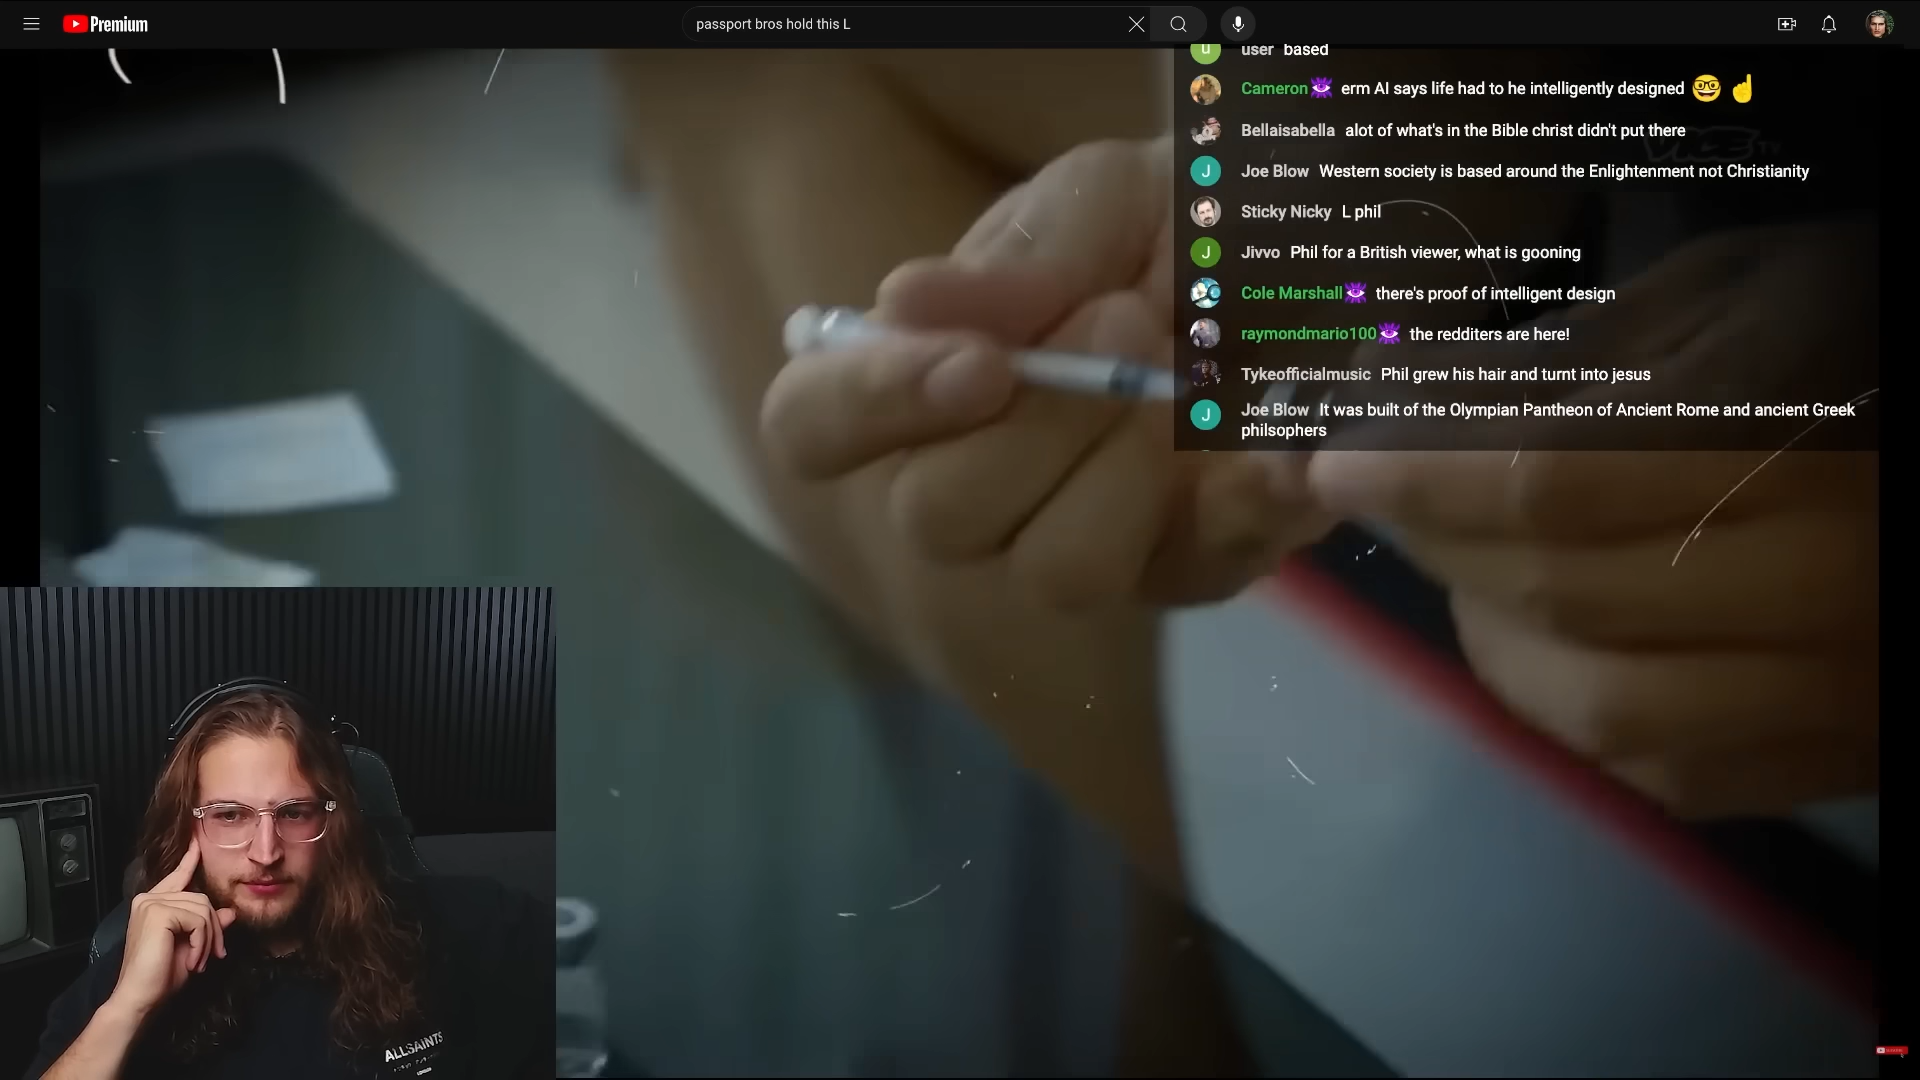 Premium
passport bros hold this L
user based
Cameron erm AI says life had to he intelligently designed
Bellaisabella alot of what's in the Bible christ didn't put there
VICE TV
Joe Blow Western society is based around the Enlightenment not Christianity
Sticky Nicky L phil
Jivvo Phil for a British viewer, what is gooning
Cole Marshall there's proof of intelligent design
raymondmario100 the redditers are here!
Tykeofficialmusic Phil grew his hair and turnt into jesus
Joe Blow It was built of the Olympian Pantheon of Ancient Rome and ancient Greek
philsophers
ALLSAINTS